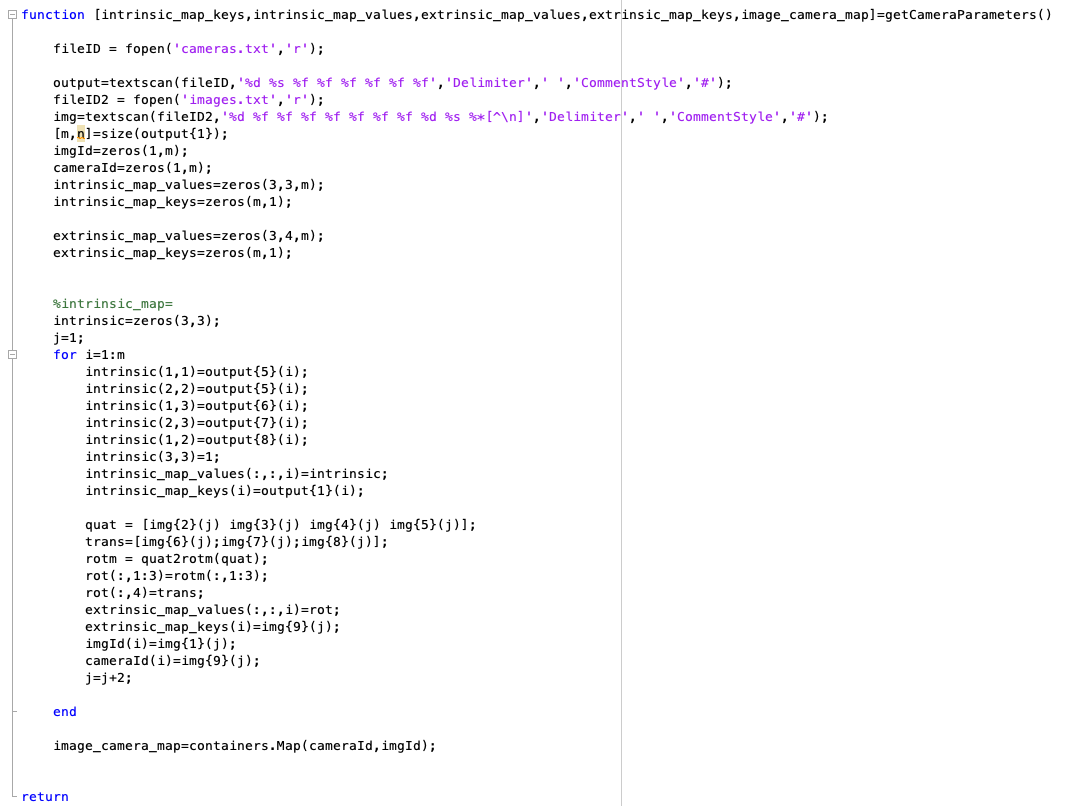 function [intrinsic_map_keys,intrinsic_map_values,extrinsic_map_values,extrinsic_map_keys,image_camera_map]=getCameraParameters()
fileID = fopen('cameras.txt','r');
output=textscan(fileID,'%d %s %f %f %f %f %f %f','Delimiter',' ','CommentStyle','#');
fileID2 = fopen('images.txt','r');
img=textscan(fileID2,'%d %f %f %f %f %f %f %f %d %s %*[^\n]','Delimiter',' ','CommentStyle','#');
[m,n]=size(output{1});
imgId=zeros(1,m);
cameraId=zeros(1,m);
intrinsic_map_values=zeros(3,3,m);
intrinsic_map_keys=zeros(m,1);
extrinsic_map_values=zeros(3,4,m);
extrinsic_map_keys=zeros(m,1);
%intrinsic_map=
intrinsic=zeros(3,3);
j=1;
for i=1:m
intrinsic(1,1)=output{5}(i);
intrinsic(2,2)=output{5}(i);
intrinsic(1,3)=output{6}(i);
intrinsic(2,3)=output{7}(i);
intrinsic(1,2)=output{8}(i);
intrinsic(3,3)=1;
intrinsic_map_values(:,:,i)=intrinsic;
intrinsic_map_keys(i)=output{1}(i);
quat = [img{2}(j) img{3}(j) img{4}(j) img{5}(j)];
trans=[img{6}(j);img{7}(j);img{8}(j)];
rotm = quat2rotm(quat);
rot(:,1:3)=rotm(:,1:3);
rot(:,4)=trans;
extrinsic_map_values(:,:,i)=rot;
extrinsic_map_keys(i)=img{9}(j);
imgId(i)=img{1}(j);
cameraId(i)=img{9}(j);
j=j+2;
end
image_camera_map=containers.Map(cameraId,imgId);
return